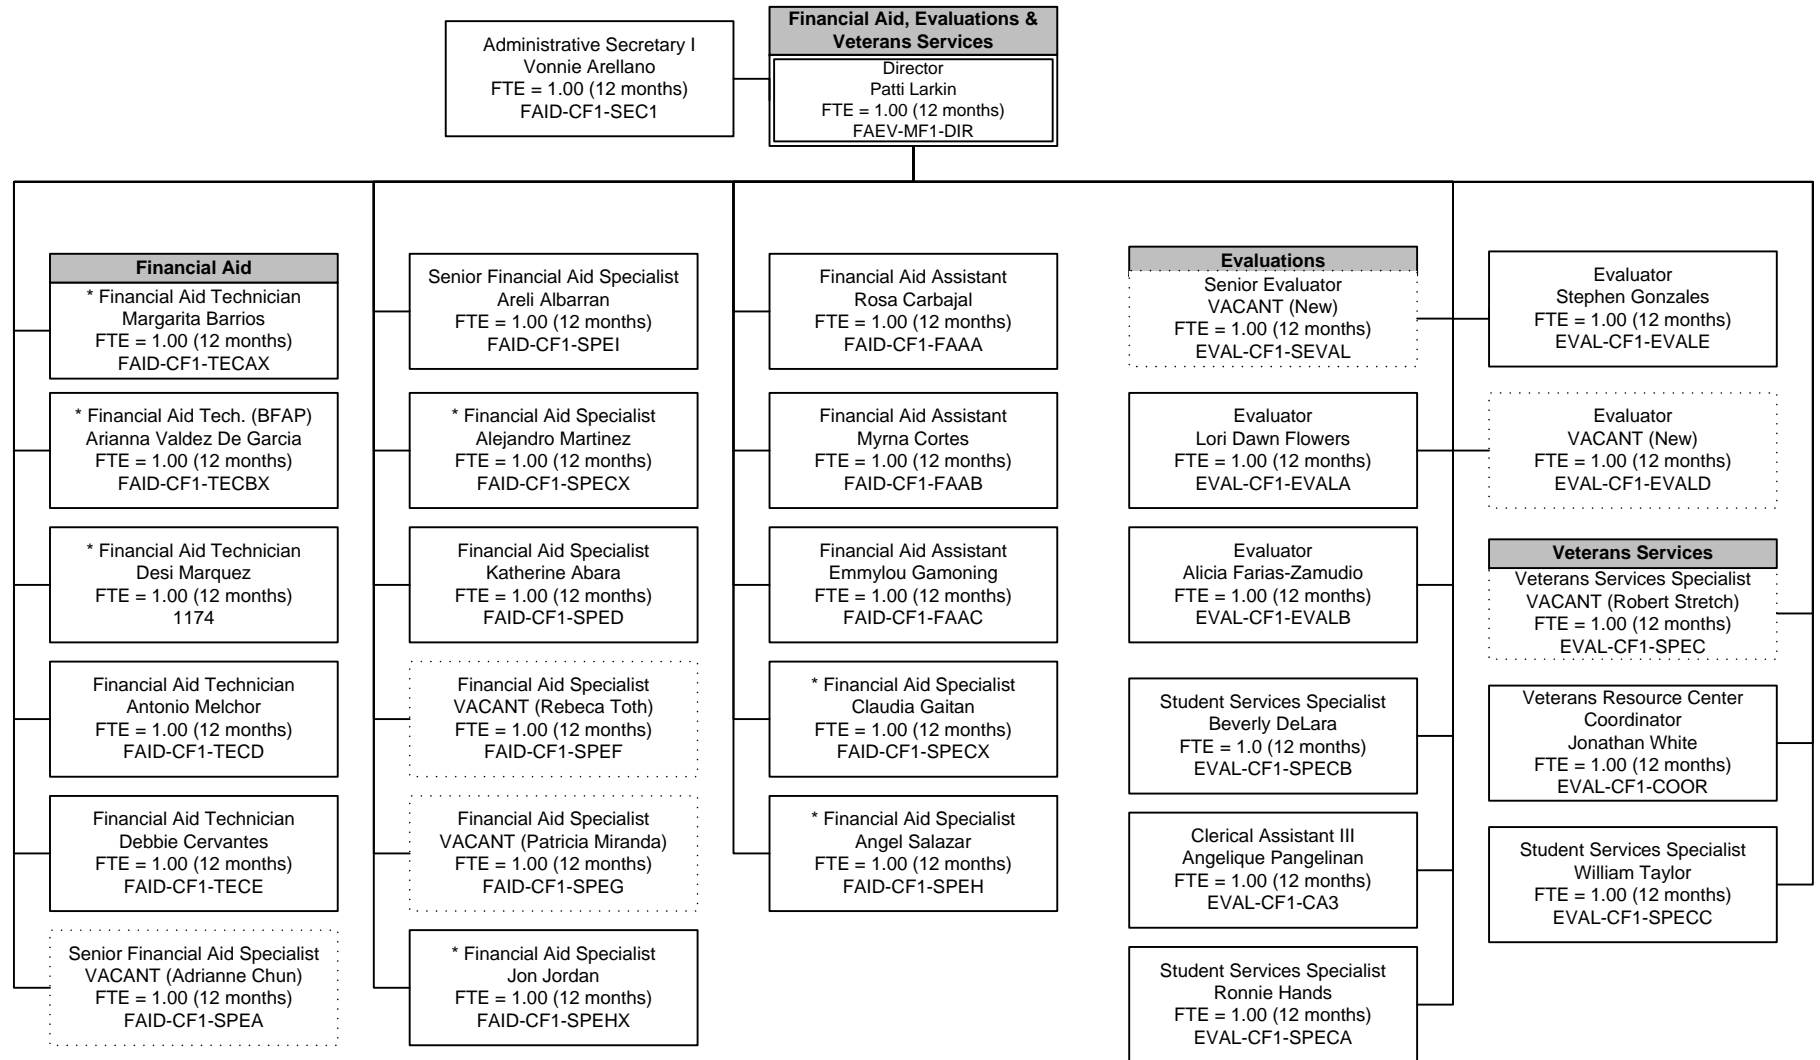 Administrative Secretary I
Vonnie Arellano
FTE = 1.00 (12 months)
FAID-CF1-SEC1
Financial Aid, Evaluations &
Veterans Services
Director
Patti Larkin
FTE = 1.00 (12 months)
FAEV-MF1-DIR
Financial Aid
* Financial Aid Technician
Margarita Barrios
FTE = 1.00 (12 months)
FAID-CF1-TECAX
* Financial Aid Tech. (BFAP)
Arianna Valdez De Garcia
FTE = 1.00 (12 months)
FAID-CF1-TECBX
* Financial Aid Technician
Desi Marquez
FTE = 1.00 (12 months)
1174
Financial Aid Technician
Antonio Melchor
FTE = 1.00 (12 months)
FAID-CF1-TECD
Financial Aid Technician
Debbie Cervantes
FTE = 1.00 (12 months)
FAID-CF1-TECE
Senior Financial Aid Specialist
VACANT (Adrianne Chun)
FTE = 1.00 (12 months)
FAID-CF1-SPEA
Senior Financial Aid Specialist
Areli Albarran
FTE = 1.00 (12 months)
FAID-CF1-SPEI
* Financial Aid Specialist
Alejandro Martinez
FTE = 1.00 (12 months)
FAID-CF1-SPECX
Financial Aid Specialist
Katherine Abara
FTE = 1.00 (12 months)
FAID-CF1-SPED
Financial Aid Specialist
VACANT (Rebeca Toth)
FTE = 1.00 (12 months)
FAID-CF1-SPEF
Financial Aid Specialist
VACANT (Patricia Miranda)
FTE = 1.00 (12 months)
FAID-CF1-SPEG
* Financial Aid Specialist
Jon Jordan
FTE = 1.00 (12 months)
FAID-CF1-SPEHX
Financial Aid Assistant
Rosa Carbajal
FTE = 1.00 (12 months)
FAID-CF1-FAAA
Financial Aid Assistant
Myrna Cortes
FTE = 1.00 (12 months)
FAID-CF1-FAAB
Financial Aid Assistant
Emmylou Gamoning
FTE = 1.00 (12 months)
FAID-CF1-FAAC
* Financial Aid Specialist
Claudia Gaitan
FTE = 1.00 (12 months)
FAID-CF1-SPECX
* Financial Aid Specialist
Angel Salazar
FTE = 1.00 (12 months)
FAID-CF1-SPEH
Evaluations
Senior Evaluator
VACANT (New)
FTE = 1.00 (12 months)
EVAL-CF1-SEVAL
Evaluator
Lori Dawn Flowers
FTE = 1.00 (12 months)
EVAL-CF1-EVALA
Evaluator
Alicia Farias-Zamudio
FTE = 1.00 (12 months)
EVAL-CF1-EVALB
Student Services Specialist
Beverly DeLara
FTE = 1.0 (12 months)
EVAL-CF1-SPECB
Clerical Assistant III
Angelique Pangelinan
FTE = 1.00 (12 months)
EVAL-CF1-CA3
Student Services Specialist
Ronnie Hands
FTE = 1.00 (12 months)
EVAL-CF1-SPECA
Evaluator
Stephen Gonzales
FTE = 1.00 (12 months)
EVAL-CF1-EVALE
Evaluator
VACANT (New)
FTE = 1.00 (12 months)
EVAL-CF1-EVALD
Veterans Services
Veterans Services Specialist
VACANT (Robert Stretch)
FTE = 1.00 (12 months)
EVAL-CF1-SPEC
Veterans Resource Center
Coordinator
Jonathan White
FTE = 1.00 (12 months)
EVAL-CF1-COOR
Student Services Specialist
William Taylor
FTE = 1.00 (12 months)
EVAL-CF1-SPECC